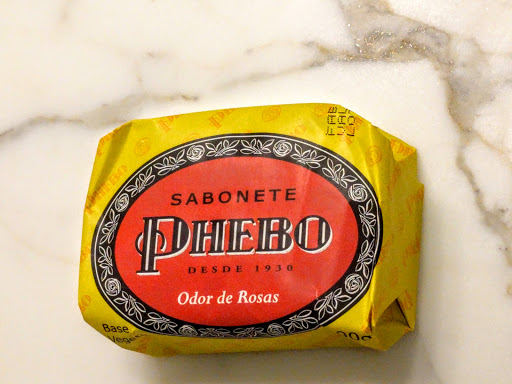 SABONETE
PHEBO
DESDE 1930
Odor de Rosas
Base